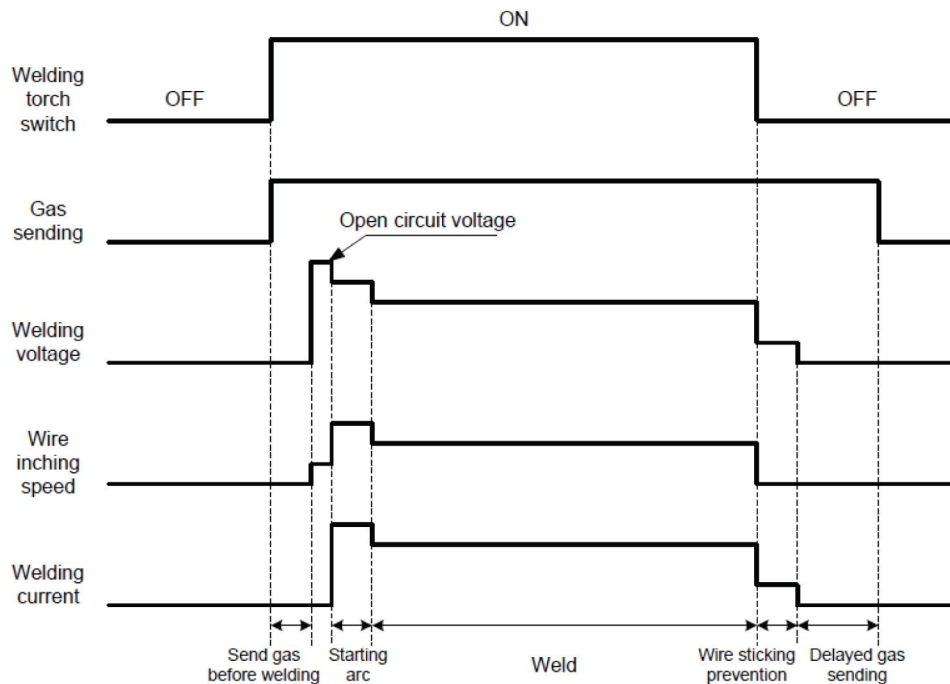 ON
Welding
torch
switch
OFF
OFF
Gas
sending
Open circuit voltage
Welding
voltage
Wire
inching
speed
Welding
current
Send gas
before welding
Starting
arc
Weld
Wire sticking
prevention
Delayed gas
sending